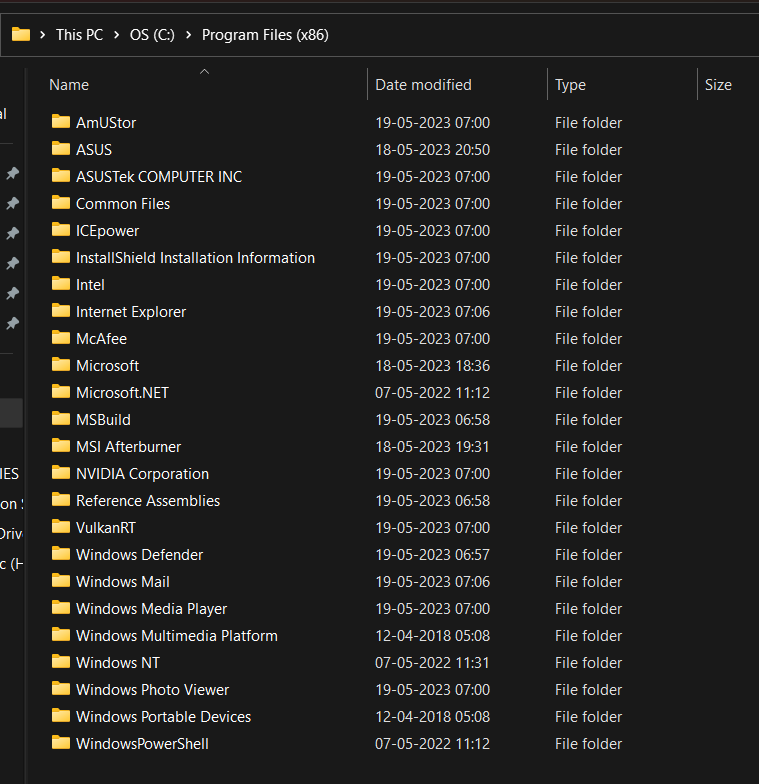 This PC > OS (C:) > Program Files (x86)
Name Date modified Type Size
AmUStor 19-05-2023 07:00 File folder
ASUS 18-05-2023 20:50 File folder
ASUSTek COMPUTER INC 19-05-2023 07:00 File folder
Common Files 19-05-2023 07:00 File folder
ICEpower 19-05-2023 07:00 File folder
InstallShield Installation Information 19-05-2023 07:00 File folder
Intel 19-05-2023 07:00 File folder
Internet Explorer 19-05-2023 07:06 File folder
McAfee 19-05-2023 07:00 File folder
Microsoft 18-05-2023 18:36 File folder
Microsoft.NET 07-05-2022 11:12 File folder
MSBuild 19-05-2023 06:58 File folder
MSI Afterburner 18-05-2023 19:31 File folder
NVIDIA Corporation 19-05-2023 07:00 File folder
Reference Assemblies 19-05-2023 06:58 File folder
VulkanRT 19-05-2023 07:00 File folder
Windows Defender 19-05-2023 06:57 File folder
Windows Mail 19-05-2023 07:06 File folder
Windows Media Player 19-05-2023 07:00 File folder
Windows Multimedia Platform 12-04-2018 05:08 File folder
Windows NT 07-05-2022 11:31 File folder
Windows Photo Viewer 19-05-2023 07:00 File folder
Windows Portable Devices 12-04-2018 05:08 File folder
WindowsPowerShell 07-05-2022 11:12 File folder